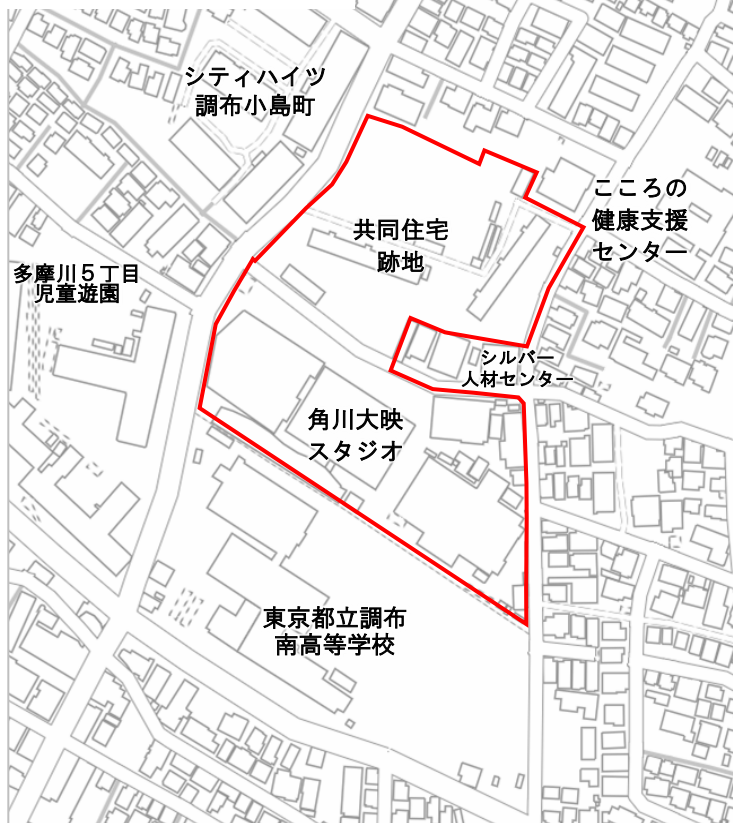 シティハイツ
調布小島町
こころの
健康支援
センター
共同住宅
跡地
多摩川５丁目
児童遊園
シルバー
人材センター
角川大映
スタジオ
東京都立調布
南高等学校